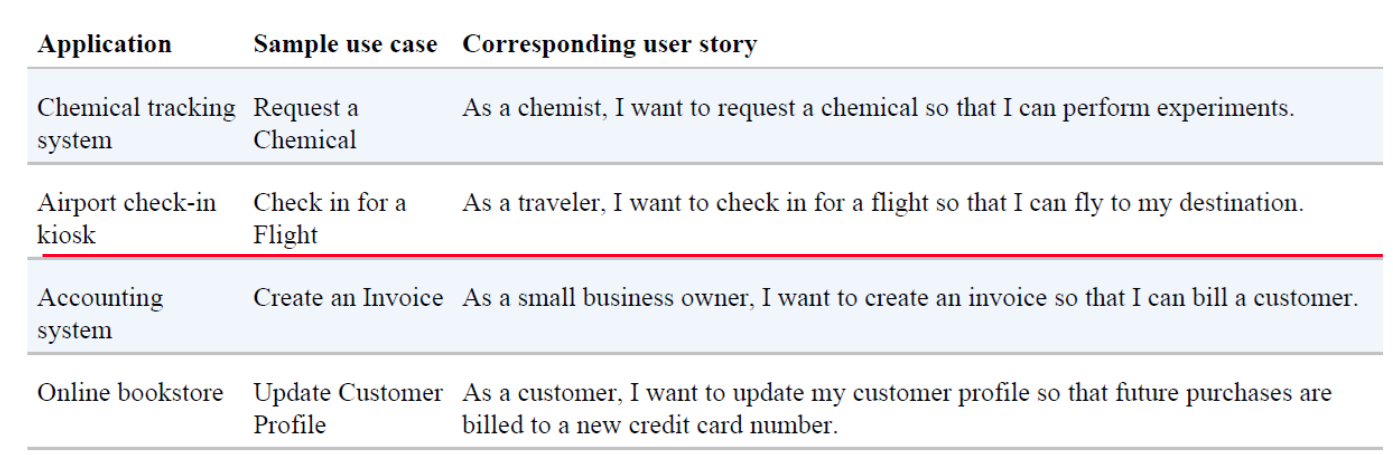 Application Sample use case Corresponding user story
Chemical tracking Request a As a chemist, I want to request a chemical so that I can perform experiments.
system Chemical
Airport check-in Check in for a As a traveler, I want to check in for a flight so that I can fly to my destination.
kiosk Flight
Accounting Create an Invoice As a small business owner, I want to create an invoice so that I can bill a customer.
system
Online bookstore Update Customer As a customer, I want to update my customer profile so that future purchases are
Profile billed to a new credit card number.